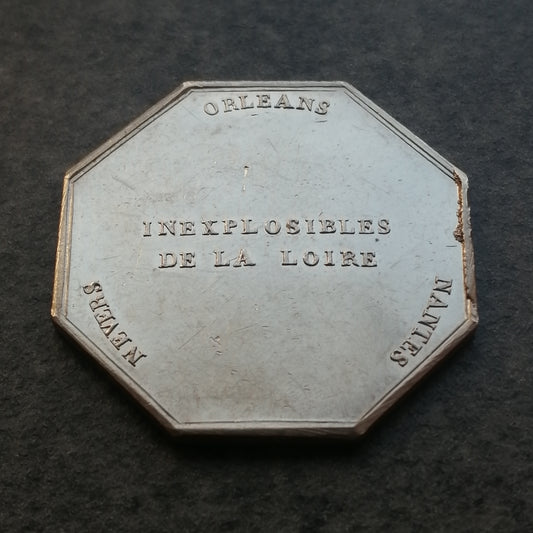 ORLEANS
INEXPLOSIBLES
DE LA LOIRE
NEVERS
NANTES